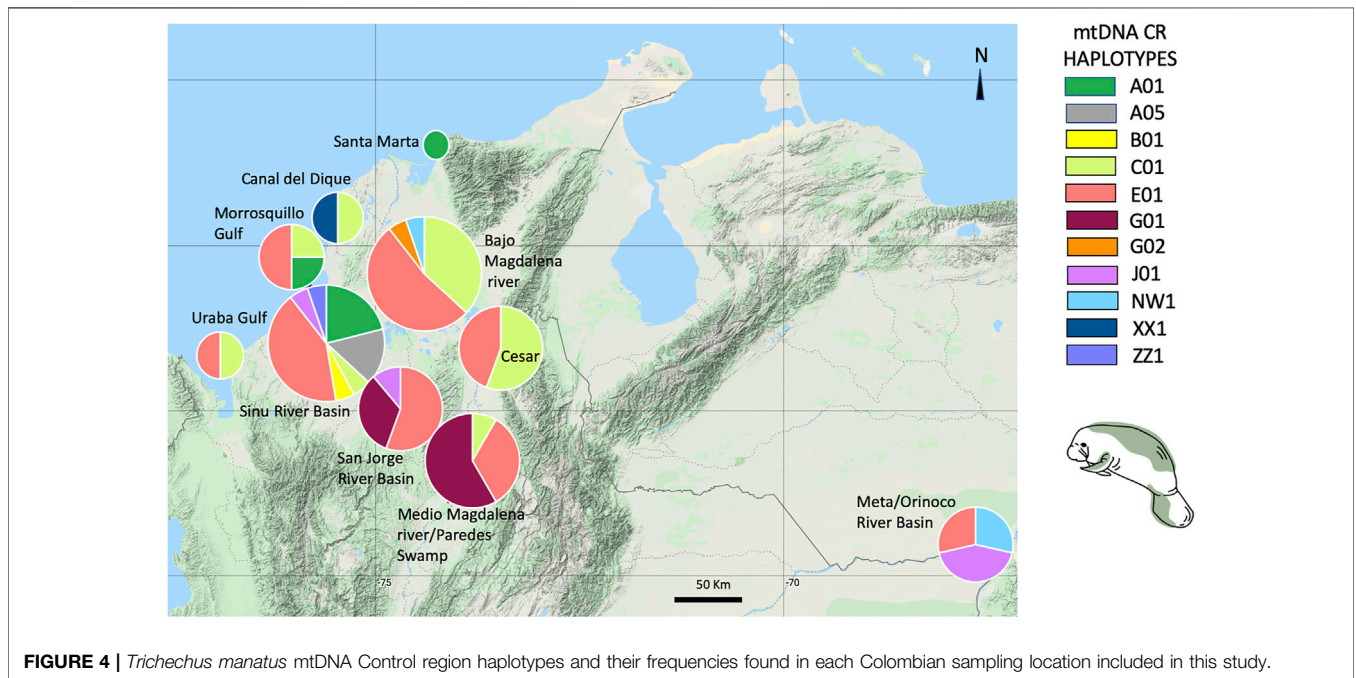 mtDNA CR
HAPLOTYPES
A01
A05
B01
C01
E01
G01
G02
J01
NW1
XX1
ZZ1
N
Santa Marta
Canal del Dique
Morrosquillo
Gulf
Bajo
Magdalena
river
Uraba Gulf
Cesar
Sinu River Basin
San Jorge
River Basin
Medio Magdalena
river/Paredes
Swamp
Meta/Orinoco
River Basin
-75
-70
50 Km
FIGURE 4 | Trichechus manatus mtDNA Control region haplotypes and their frequencies found in each Colombian sampling location included in this study.